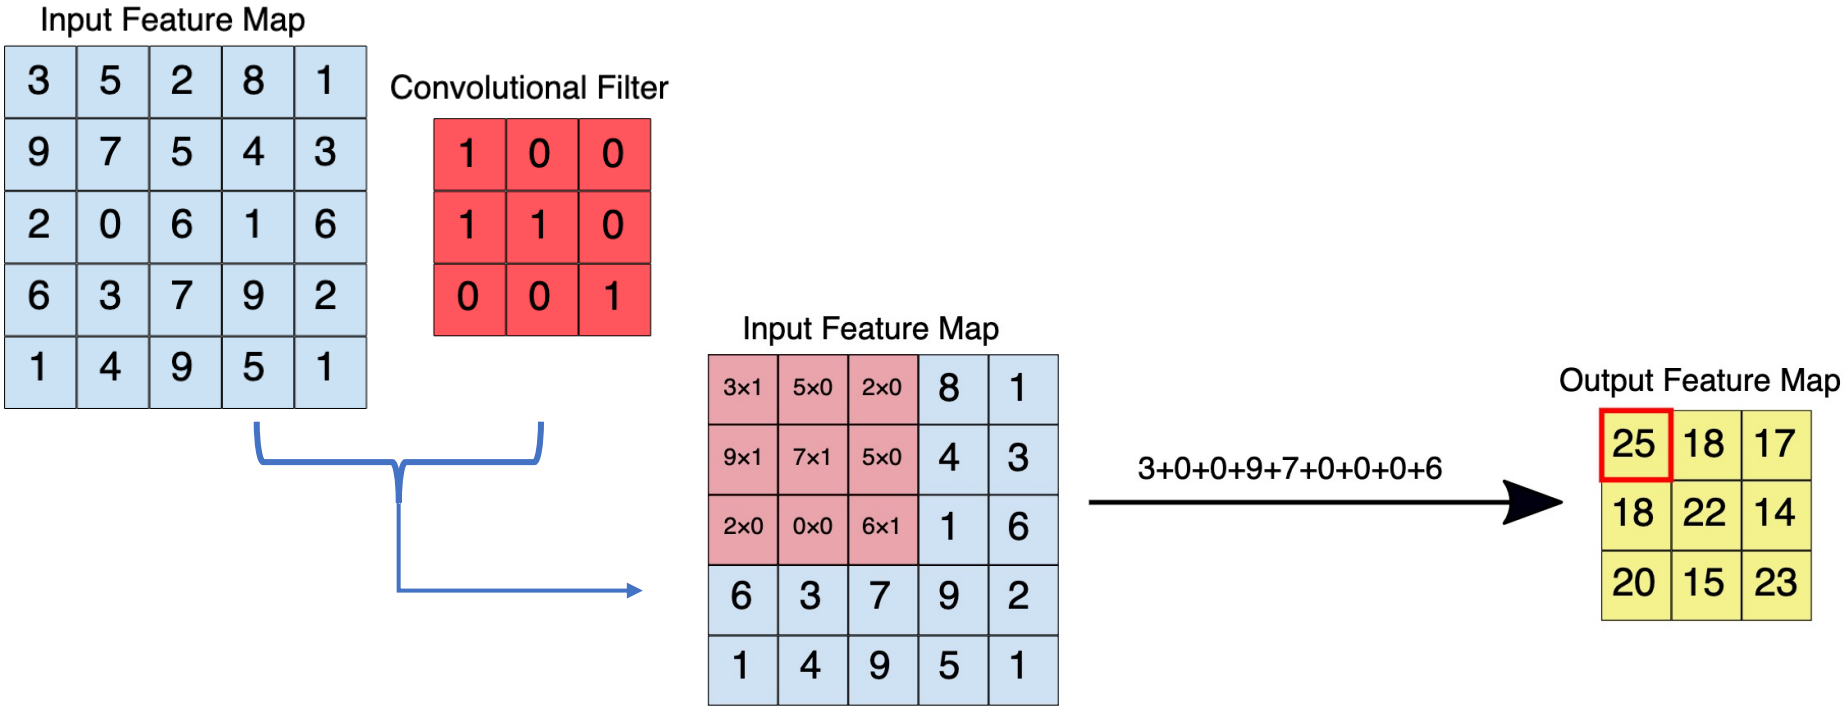 Input Feature Map
3 5 2 8 1
9 7 5 4 3
2 0 6 1 6
6 3 7 9 2
1 4 9 5 1
Convolutional Filter
1 0 0
1 1 0
0 0 1
Input Feature Map
3×1 5×0 2×0 8 1
9×1 7×1 5×0 4 3
2×0 0×0 6×1 1 6
6 3 7 9 2
1 4 9 5 1
3+0+0+9+7+0+0+0+6
Output Feature Map
25 18 17
18 22 14
20 15 23